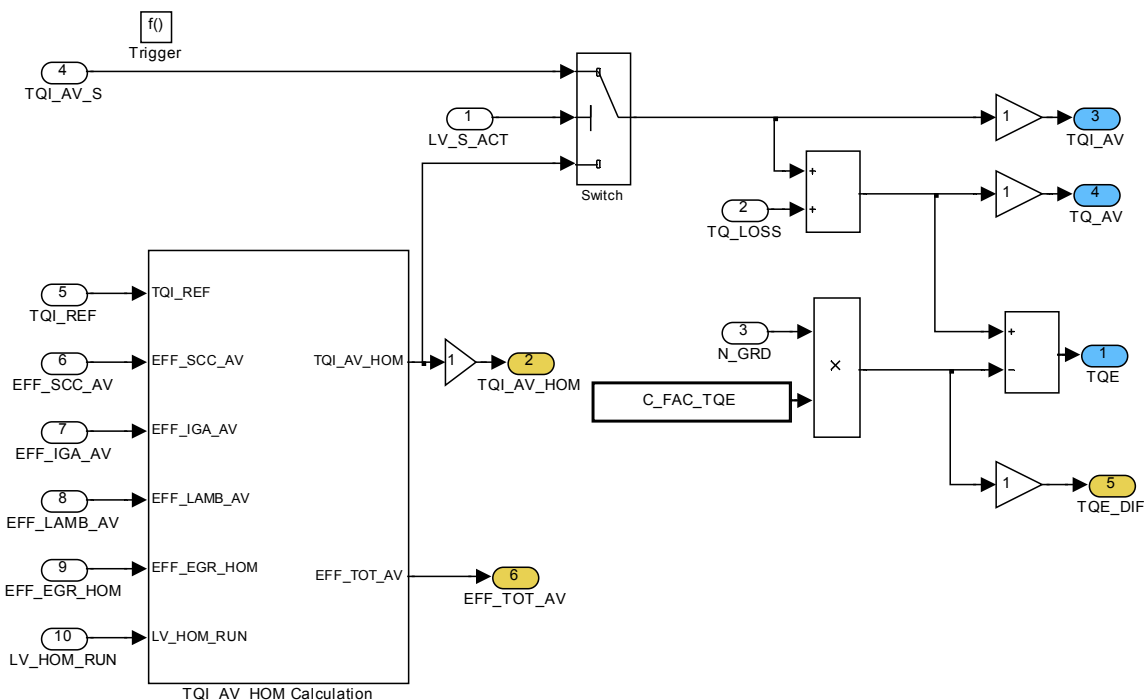 f()
Trigger
4
TQI_AV_S
1
LV_S_ACT
Switch
1
3
TQI_AV
+
+
2
TQ_LOSS
1
4
TQ_AV
5
TQI_REF
6
EFF_SCC_AV
7
EFF_IGA_AV
8
EFF_LAMB_AV
9
EFF_EGR_HOM
10
LV_HOM_RUN
TQI_REF
EFF_SCC_AV
EFF_IGA_AV
EFF_LAMB_AV
EFF_EGR_HOM
LV_HOM_RUN
TQI_AV_HOM
EFF_TOT_AV
TQI_AV_HOM Calculation
1
2
TQI_AV_HOM
6
EFF_TOT_AV
3
N_GRD
C_FAC_TQE
×
+
−
1
TQE
1
5
TQE_DIF